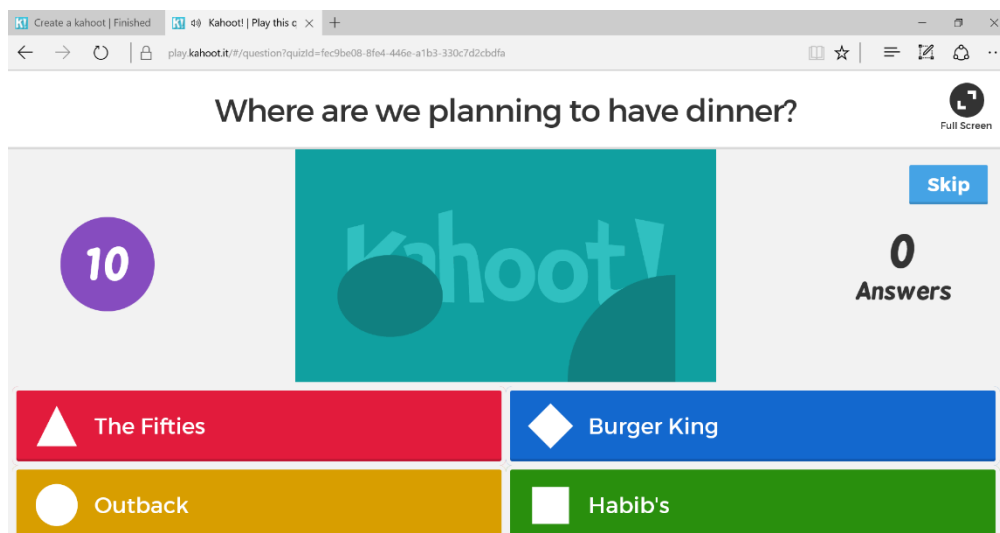 Create a kahoot | Finished
Kahoot! | Play this q
play.kahoot.it/#/question?quizId=fec9be08-8fe4-446e-a1b3-330c7d2cbdfa
Where are we planning to have dinner?
Full Screen
Skip
10
Kahoot!
0
Answers
The Fifties
Burger King
Outback
Habib's